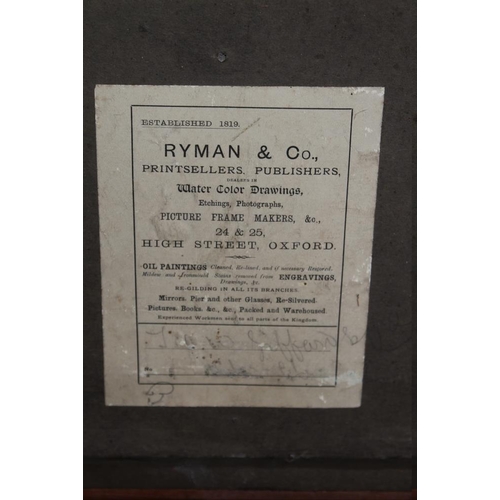 ESTABLISHED 1819.
RYMAN & Co.,
PRINTSELLERS. PUBLISHERS,
DEALERS IN
Water Color Drawings,
Etchings, Photographs,
PICTURE FRAME MAKERS, &c.,
24 & 25,
HIGH STREET, OXFORD.
OIL PAINTINGS Cleaned, Re-lined, and if necessary Restored.
Mildew and Stains removed from ENGRAVINGS,
Drawings, &c.
RE-GILDING IN ALL ITS BRANCHES.
Mirrors, Pier and other Glasses, Re-Silvered.
Pictures, Books, &c., &c., Packed and Warehoused
Experienced Workmen sent to all parts of the Kingdom.